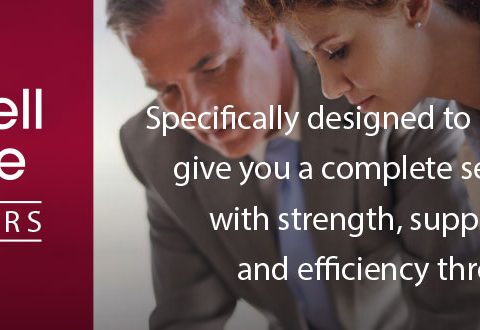 ell
e
RS
Specifically designed to
give you a complete se
with strength, supp
and efficiency thr